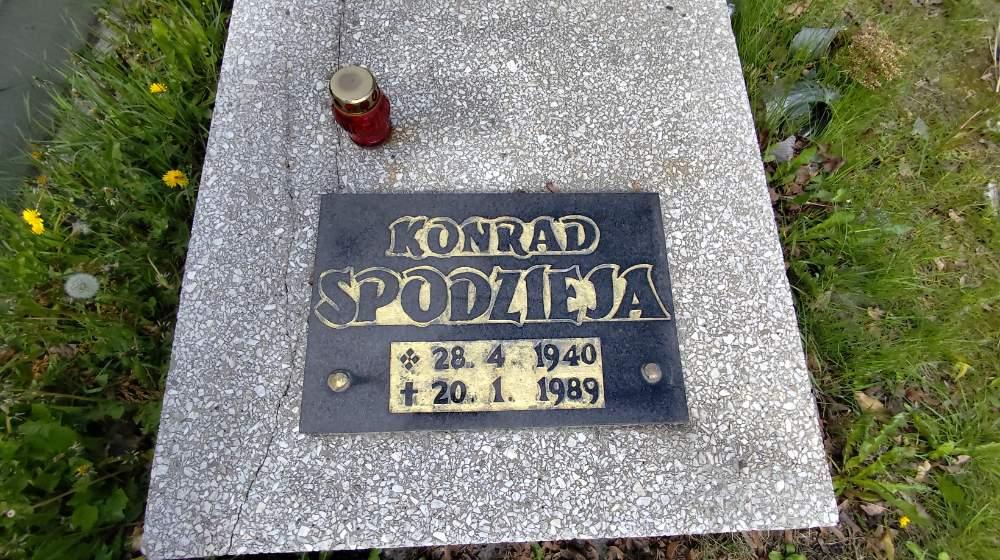 KONRAD
SPODZIEJA
❖ 28. 4. 1940
✝ 20. 1. 1989